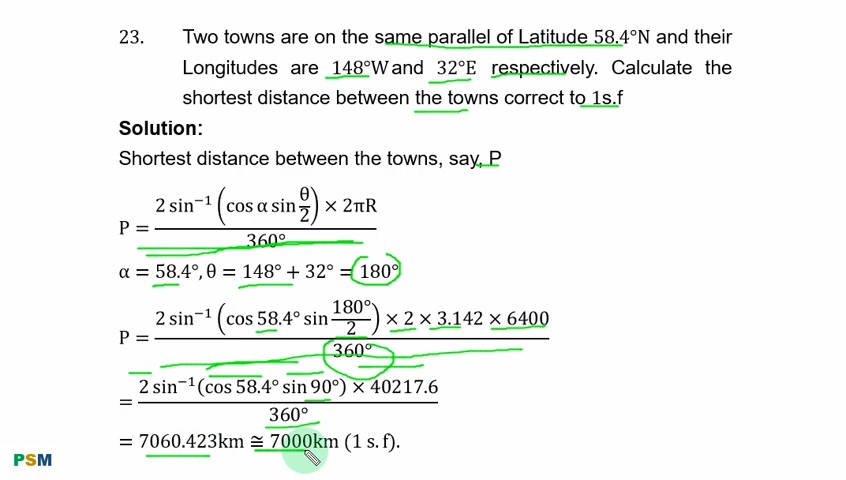 23. Two towns are on the same parallel of Latitude 58.4°N and their
Longitudes are 148°W and 32°E respectively. Calculate the
shortest distance between the towns correct to 1s.f
Solution:
Shortest distance between the towns, say, P
P = 2 sin⁻¹ (cos α sin θ/2) × 2πR / 360°
α = 58.4°, θ = 148° + 32° = 180°
P = 2 sin⁻¹ (cos 58.4° sin 180°/2) × 2 × 3.142 × 6400 / 360°
= 2 sin⁻¹(cos 58.4° sin 90°) × 40217.6 / 360°
= 7060.423km ≅ 7000km (1 s.f).
PSM